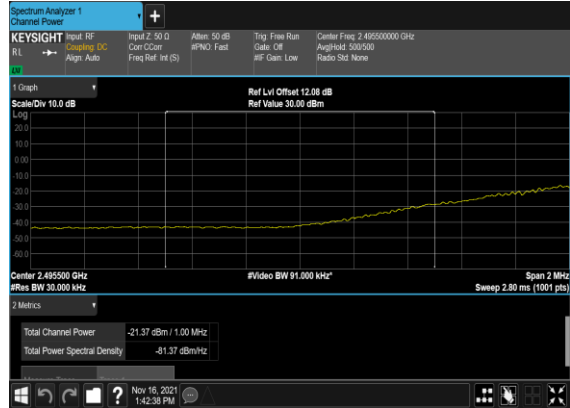 Spectrum Analyzer 1
Channel Power
+
KEYSIGHT Input: RF Input Z: 50 Ω Atten: 50 dB Trig: Free Run Center Freq: 2.495500000 GHz
RL Coupling: DC Corr CCorr #PNO: Fast Gate: Off Avg|Hold: 500/500
Align: Auto Freq Ref: Int (S) #IF Gain: Low Radio Std: None
1 Graph
Ref Lvl Offset 12.08 dB
Scale/Div 10.0 dB Ref Value 30.00 dBm
Log
20.0
10.0
0.00
-10.0
-20.0
-30.0
-40.0
-50.0
-60.0
Center 2.495500 GHz #Video BW 91.000 kHz* Span 2 MHz
#Res BW 30.000 kHz Sweep 2.80 ms (1001 pts)
2 Metrics
Total Channel Power -21.37 dBm / 1.00 MHz
Total Power Spectral Density -81.37 dBm/Hz
?
Nov 16, 2021
1:42:38 PM